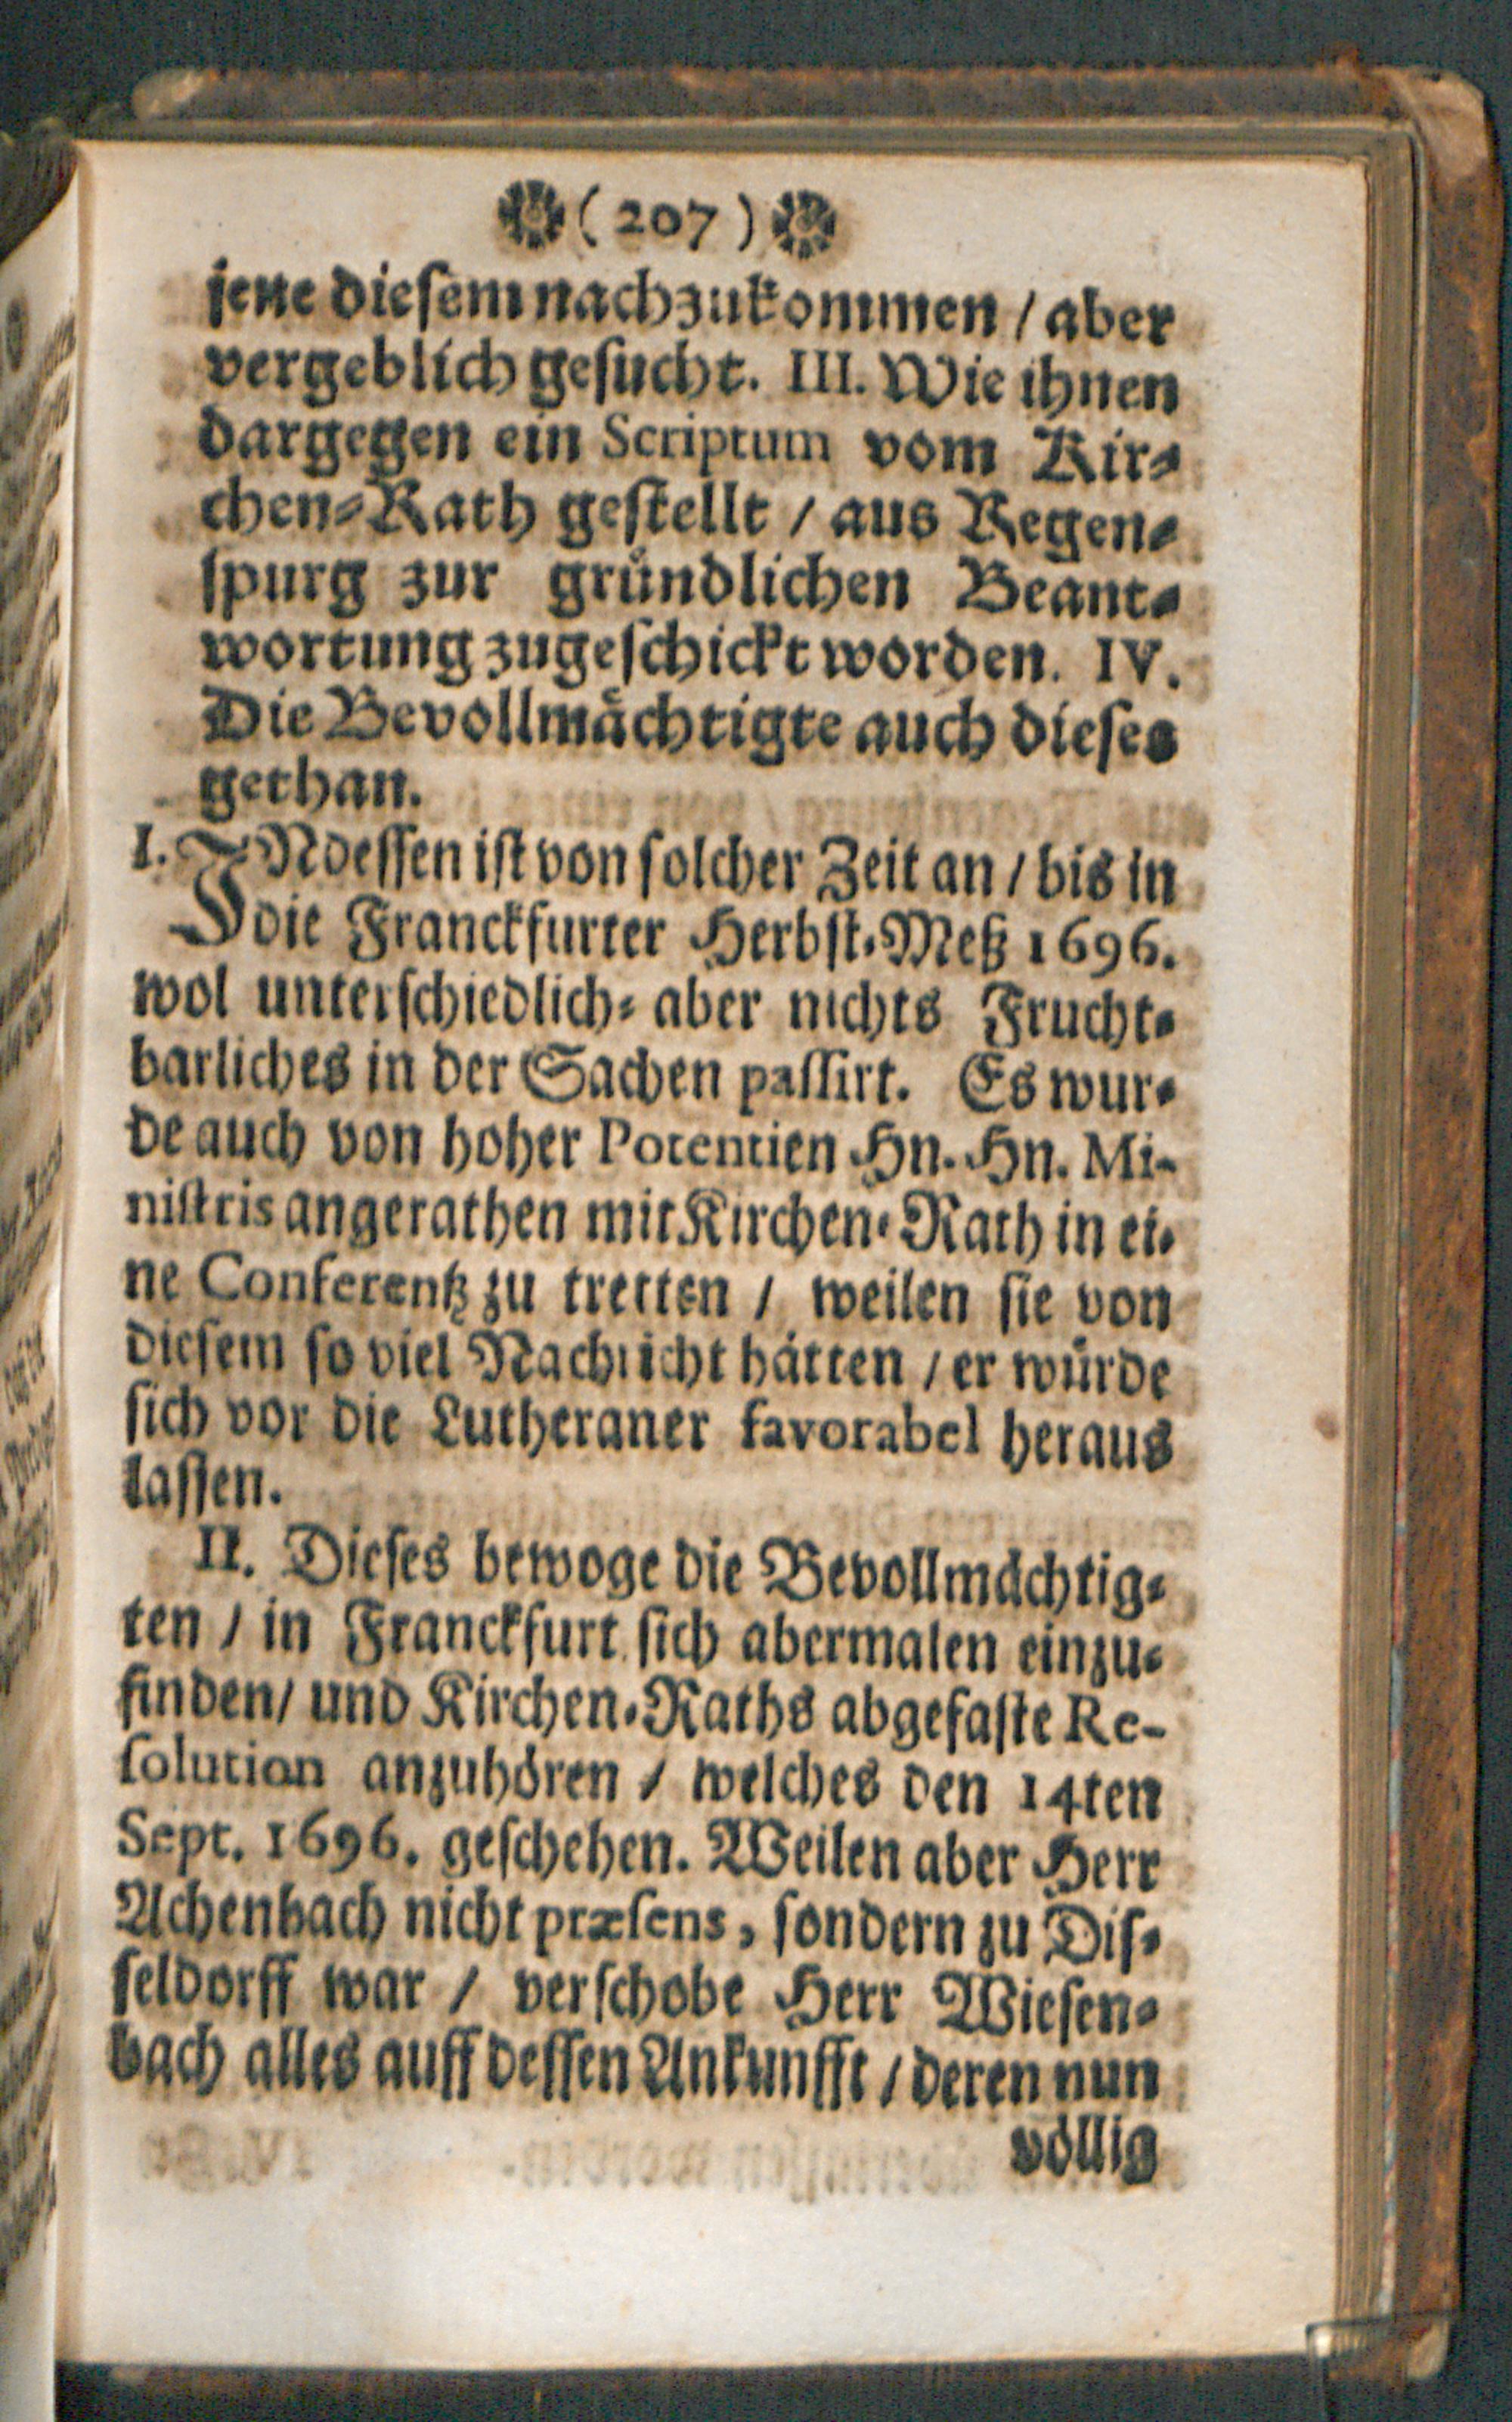 (207)
jene diesem nachzukommen / aber
vergeblich gesucht. III. Wie ihnen
dargegen ein Scriptum vom Kir-
chen-Rath gestellt / aus Regen-
spurg zur gründlichen Beant-
wortung zugeschickt worden. IV.
Die Bevollmächtigte auch dieses
gethan.
I. INdessen ist von solcher Zeit an / bis in
die Franckfurter Herbst-Meß 1696.
wol unterschiedlich- aber nichts Frucht-
barliches in der Sachen passirt. Es wur-
de auch von hoher Potentien Hn. Hn. Mi-
nistris angerathen mit Kirchen-Rath in ei-
ne Conferentz zu tretten / weilen sie von
diesem so viel Nachricht hätten / er würde
sich vor die Lutheraner favorabel heraus
lassen.
II. Dieses bewoge die Bevollmächtig-
ten / in Franckfurt sich abermalen einzu-
finden / und Kirchen-Raths abgefaste Re-
solution anzuhören / welches den 14ten
Sept. 1696. geschehen. Weilen aber Herr
Achenbach nicht præsens, sondern zu Dis-
seldorff war / verschobe Herr Wiesen-
bach alles auff dessen Ankunfft / deren nun
völlig